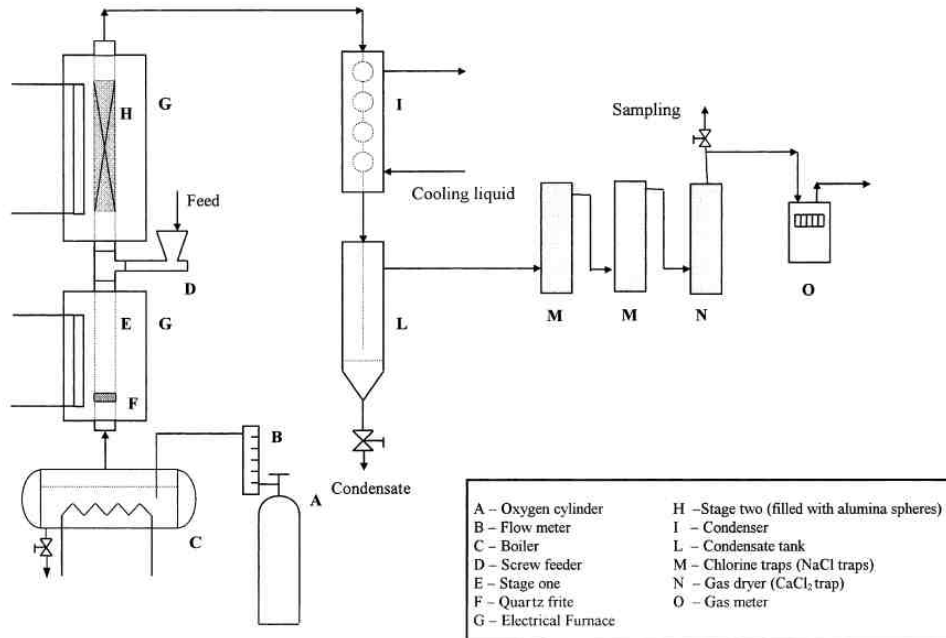 H
G
I
Sampling
Cooling liquid
Feed
D
E
G
L
M
M
N
O
F
B
A
Condensate
C
A – Oxygen cylinder
B – Flow meter
C – Boiler
D – Screw feeder
E – Stage one
F – Quartz frite
G – Electrical Furnace
H –Stage two (filled with alumina spheres)
I – Condenser
L – Condensate tank
M – Chlorine traps (NaCl traps)
N – Gas dryer (CaCl₂ trap)
O – Gas meter